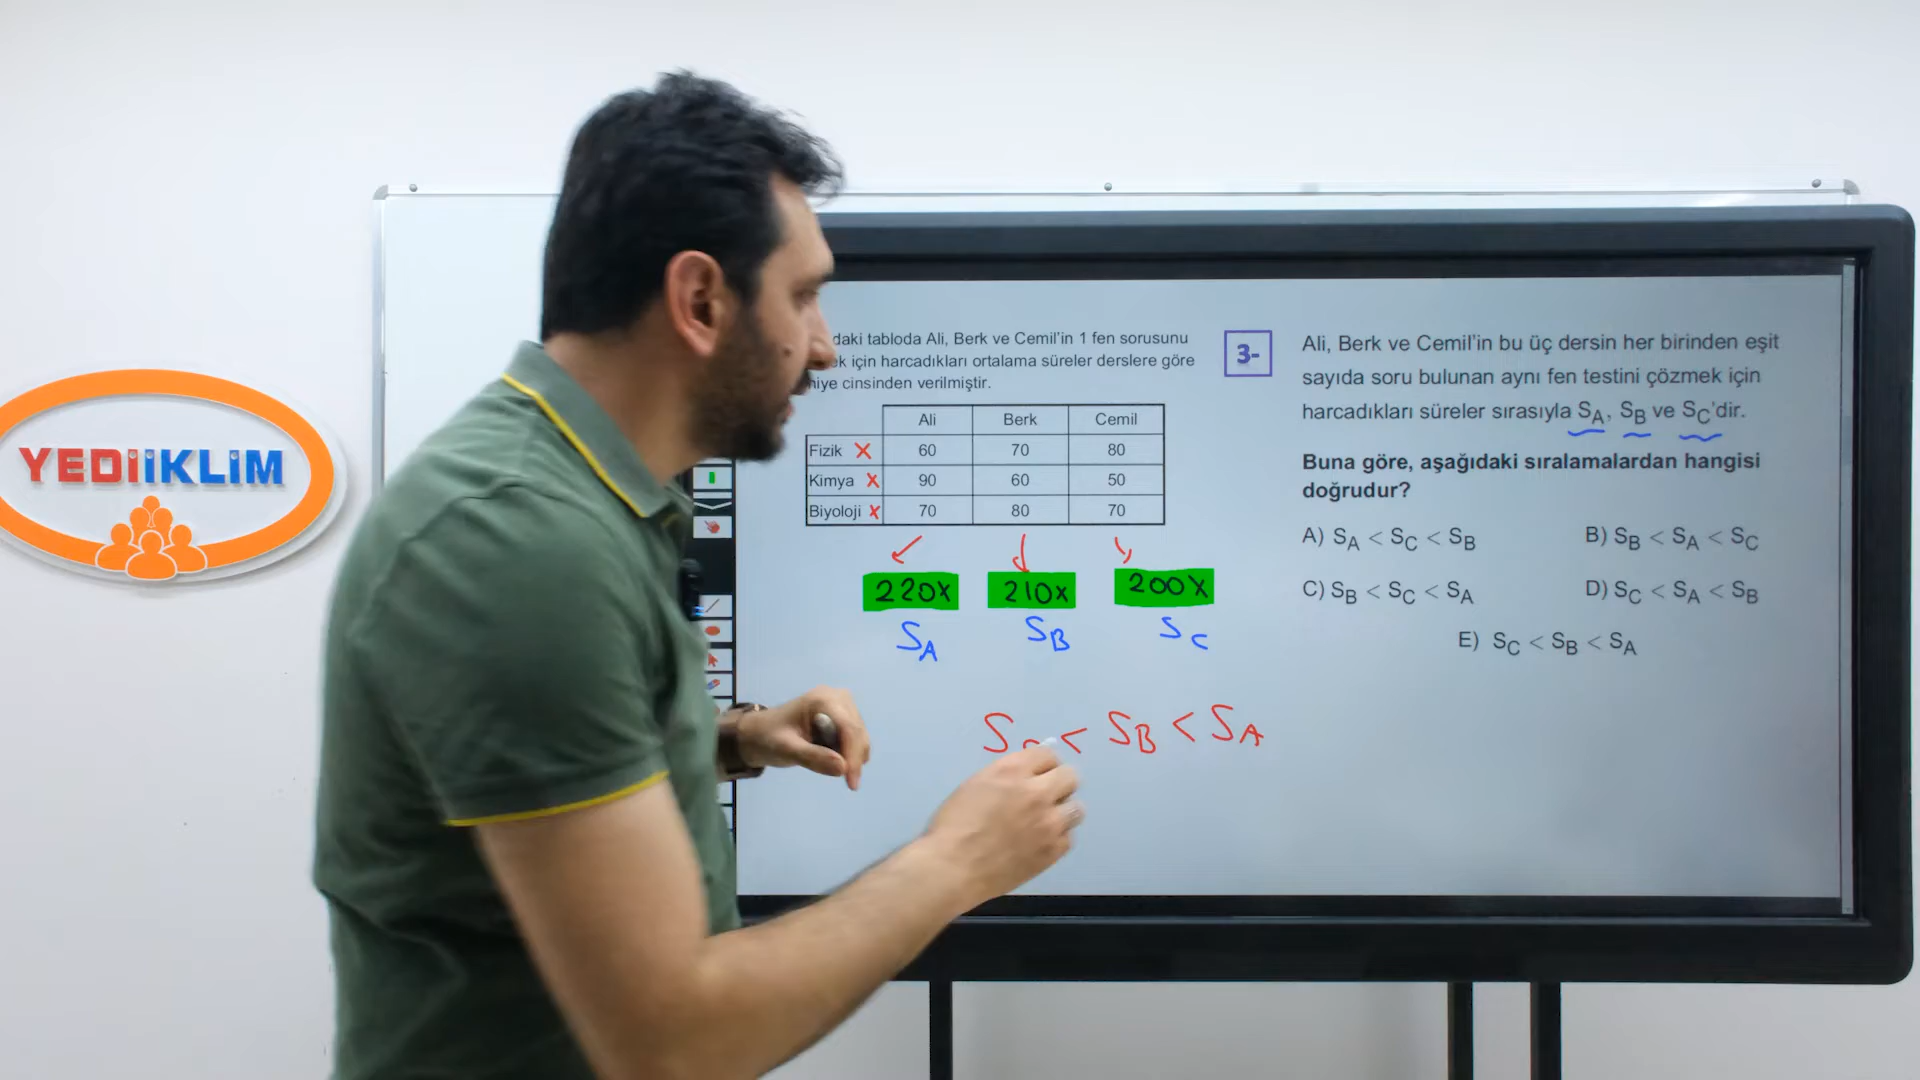 YEDİİKLİM
daki tabloda Ali, Berk ve Cemil'in 1 fen sorusunu
ek için harcadıkları ortalama süreler derslere göre
niye cinsinden verilmiştir.
Ali Berk Cemil
Fizik X 60 70 80
Kimya X 90 60 50
Biyoloji X 70 80 70
220x 210x 200x
SA SB SC
S < SB < SA
3-
Ali, Berk ve Cemil'in bu üç dersin her birinden eşit
sayıda soru bulunan aynı fen testini çözmek için
harcadıkları süreler sırasıyla SA, SB ve SC'dir.
Buna göre, aşağıdaki sıralamalardan hangisi
doğrudur?
A) SA < SC < SB B) SB < SA < SC
C) SB < SC < SA D) SC < SA < SB
E) SC < SB < SA